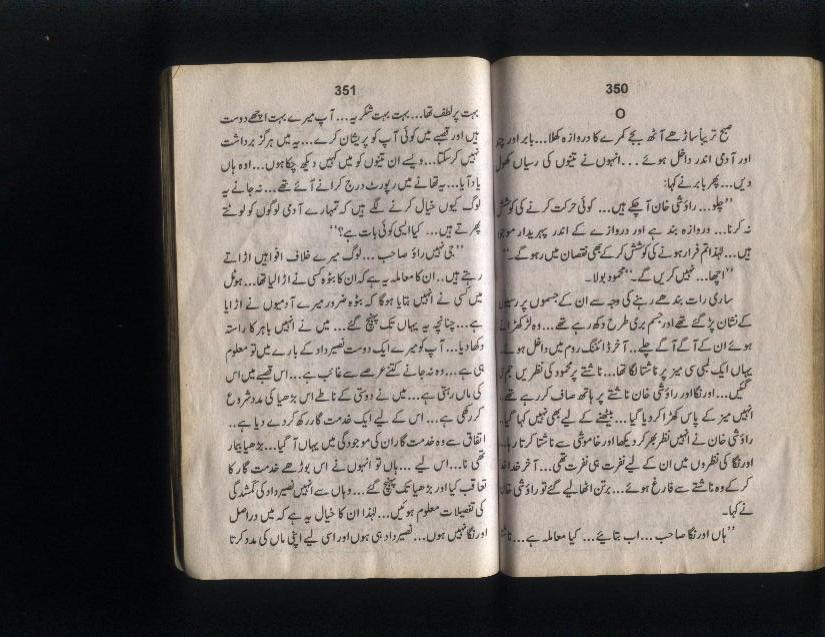 350
O
صبح تقریباً ساڑھے آٹھ بجے کمرے کا دروازہ کھلا... بابر اور چند
اور آدمی اندر داخل ہوئے... انہوں نے تینوں کی رسیاں کھول
دیں... پھر بابر نے کہا:
"چلو... راؤشی خان آ چکے ہیں... کوئی حرکت کرنے کی کوشش
نہ کرنا... دروازہ بند ہے اور دروازے کے اندر پہریدار موجود
ہیں... لہٰذا تم فرار ہونے کی کوشش کر کے بھی نقصان میں رہو گے۔"
"اچھا... نہیں کریں گے۔" محمود بولا۔
ساری رات بندھے رہنے کی وجہ سے ان کے جسموں پر رسیوں
کے نشان پڑ گئے تھے اور جسم بری طرح دکھ رہے تھے... وہ لڑکھڑاتے
ہوئے ان کے آگے آگے چلے... آخر ڈائننگ روم میں داخل ہوئے
یہاں ایک لمبی سی میز پر ناشتا لگا تھا... ناشتے پر محمود کی نظریں جم
گئیں... اورنگا اور راؤشی خان ناشتے پر ہاتھ صاف کر رہے تھے
انہیں میز کے پاس کھڑا کر دیا گیا... بیٹھنے کے لیے بھی نہیں کہا گیا
راؤشی خان نے انہیں نظر بھر کر دیکھا اور خاموشی سے ناشتا کرتا رہا
اورنگا کی نظروں میں ان کے لیے نفرت ہی نفرت تھی... آخر خدا خدا
کر کے وہ ناشتے سے فارغ ہوئے... برتن اٹھا لیے گئے تو راؤشی خان
نے کہا۔
"ہاں اورنگا صاحب... اب بتائیے... کیا معاملہ ہے... ناشتا
351
بہت پر لطف تھا... بہت بہت شکریہ... آپ میرے بہت اچھے دوست
ہیں اور قصبے میں کوئی آپ کو پریشان کرے... یہ میں ہرگز برداشت
نہیں کر سکتا... ویسے ان تینوں کو میں کہیں دیکھ چکا ہوں... اوہ ہاں
یاد آیا... یہ تھانے میں رپورٹ درج کرانے آئے تھے... نہ جانے یہ
لوگ کیوں خیال کرنے لگے ہیں کہ تمہارے آدمی لوگوں کو لوٹتے
پھرتے ہیں... کیا ایسی کوئی بات ہے؟"
"جی نہیں راؤ صاحب... لوگ میرے خلاف افواہیں اڑاتے
رہتے ہیں... ان کا معاملہ یہ ہے کہ ان کا بٹوہ کسی نے اڑا لیا تھا... ہوٹل
میں کسی نے انہیں بتایا ہوگا کہ بٹوہ ضرور میرے آدمیوں نے اڑایا
ہے... چنانچہ یہ یہاں تک پہنچ گئے... میں نے انہیں باہر کا راستہ
دکھا دیا... آپ کو میرے ایک دوست نصیر داد کے بارے میں تو معلوم
ہی ہے... وہ نہ جانے کتنے عرصے سے غائب ہے... اس قصبے میں اس
کی ماں رہتی ہے... میں نے دوستی کے ناطے اس بڑھیا کی مدد شروع
کر رکھی ہے... اس کے لیے ایک خدمت گار رکھ کر دے دیا ہے...
اتفاق سے وہ خدمت گار ان کی موجودگی میں یہاں آ گیا... بڑھیا بیمار
تھی نا... اس لیے... ہاں تو انہوں نے اس بوڑھے خدمت گار کا
تعاقب کیا اور بڑھیا تک پہنچ گئے... وہاں سے انہیں نصیر داد کی گمشدگی
کی تفصیلات معلوم ہوئیں... لہٰذا ان کا خیال یہ ہے کہ میں دراصل
اورنگا نہیں ہوں... نصیر داد ہی ہوں اور اسی لیے اپنی ماں کی مدد کرتا